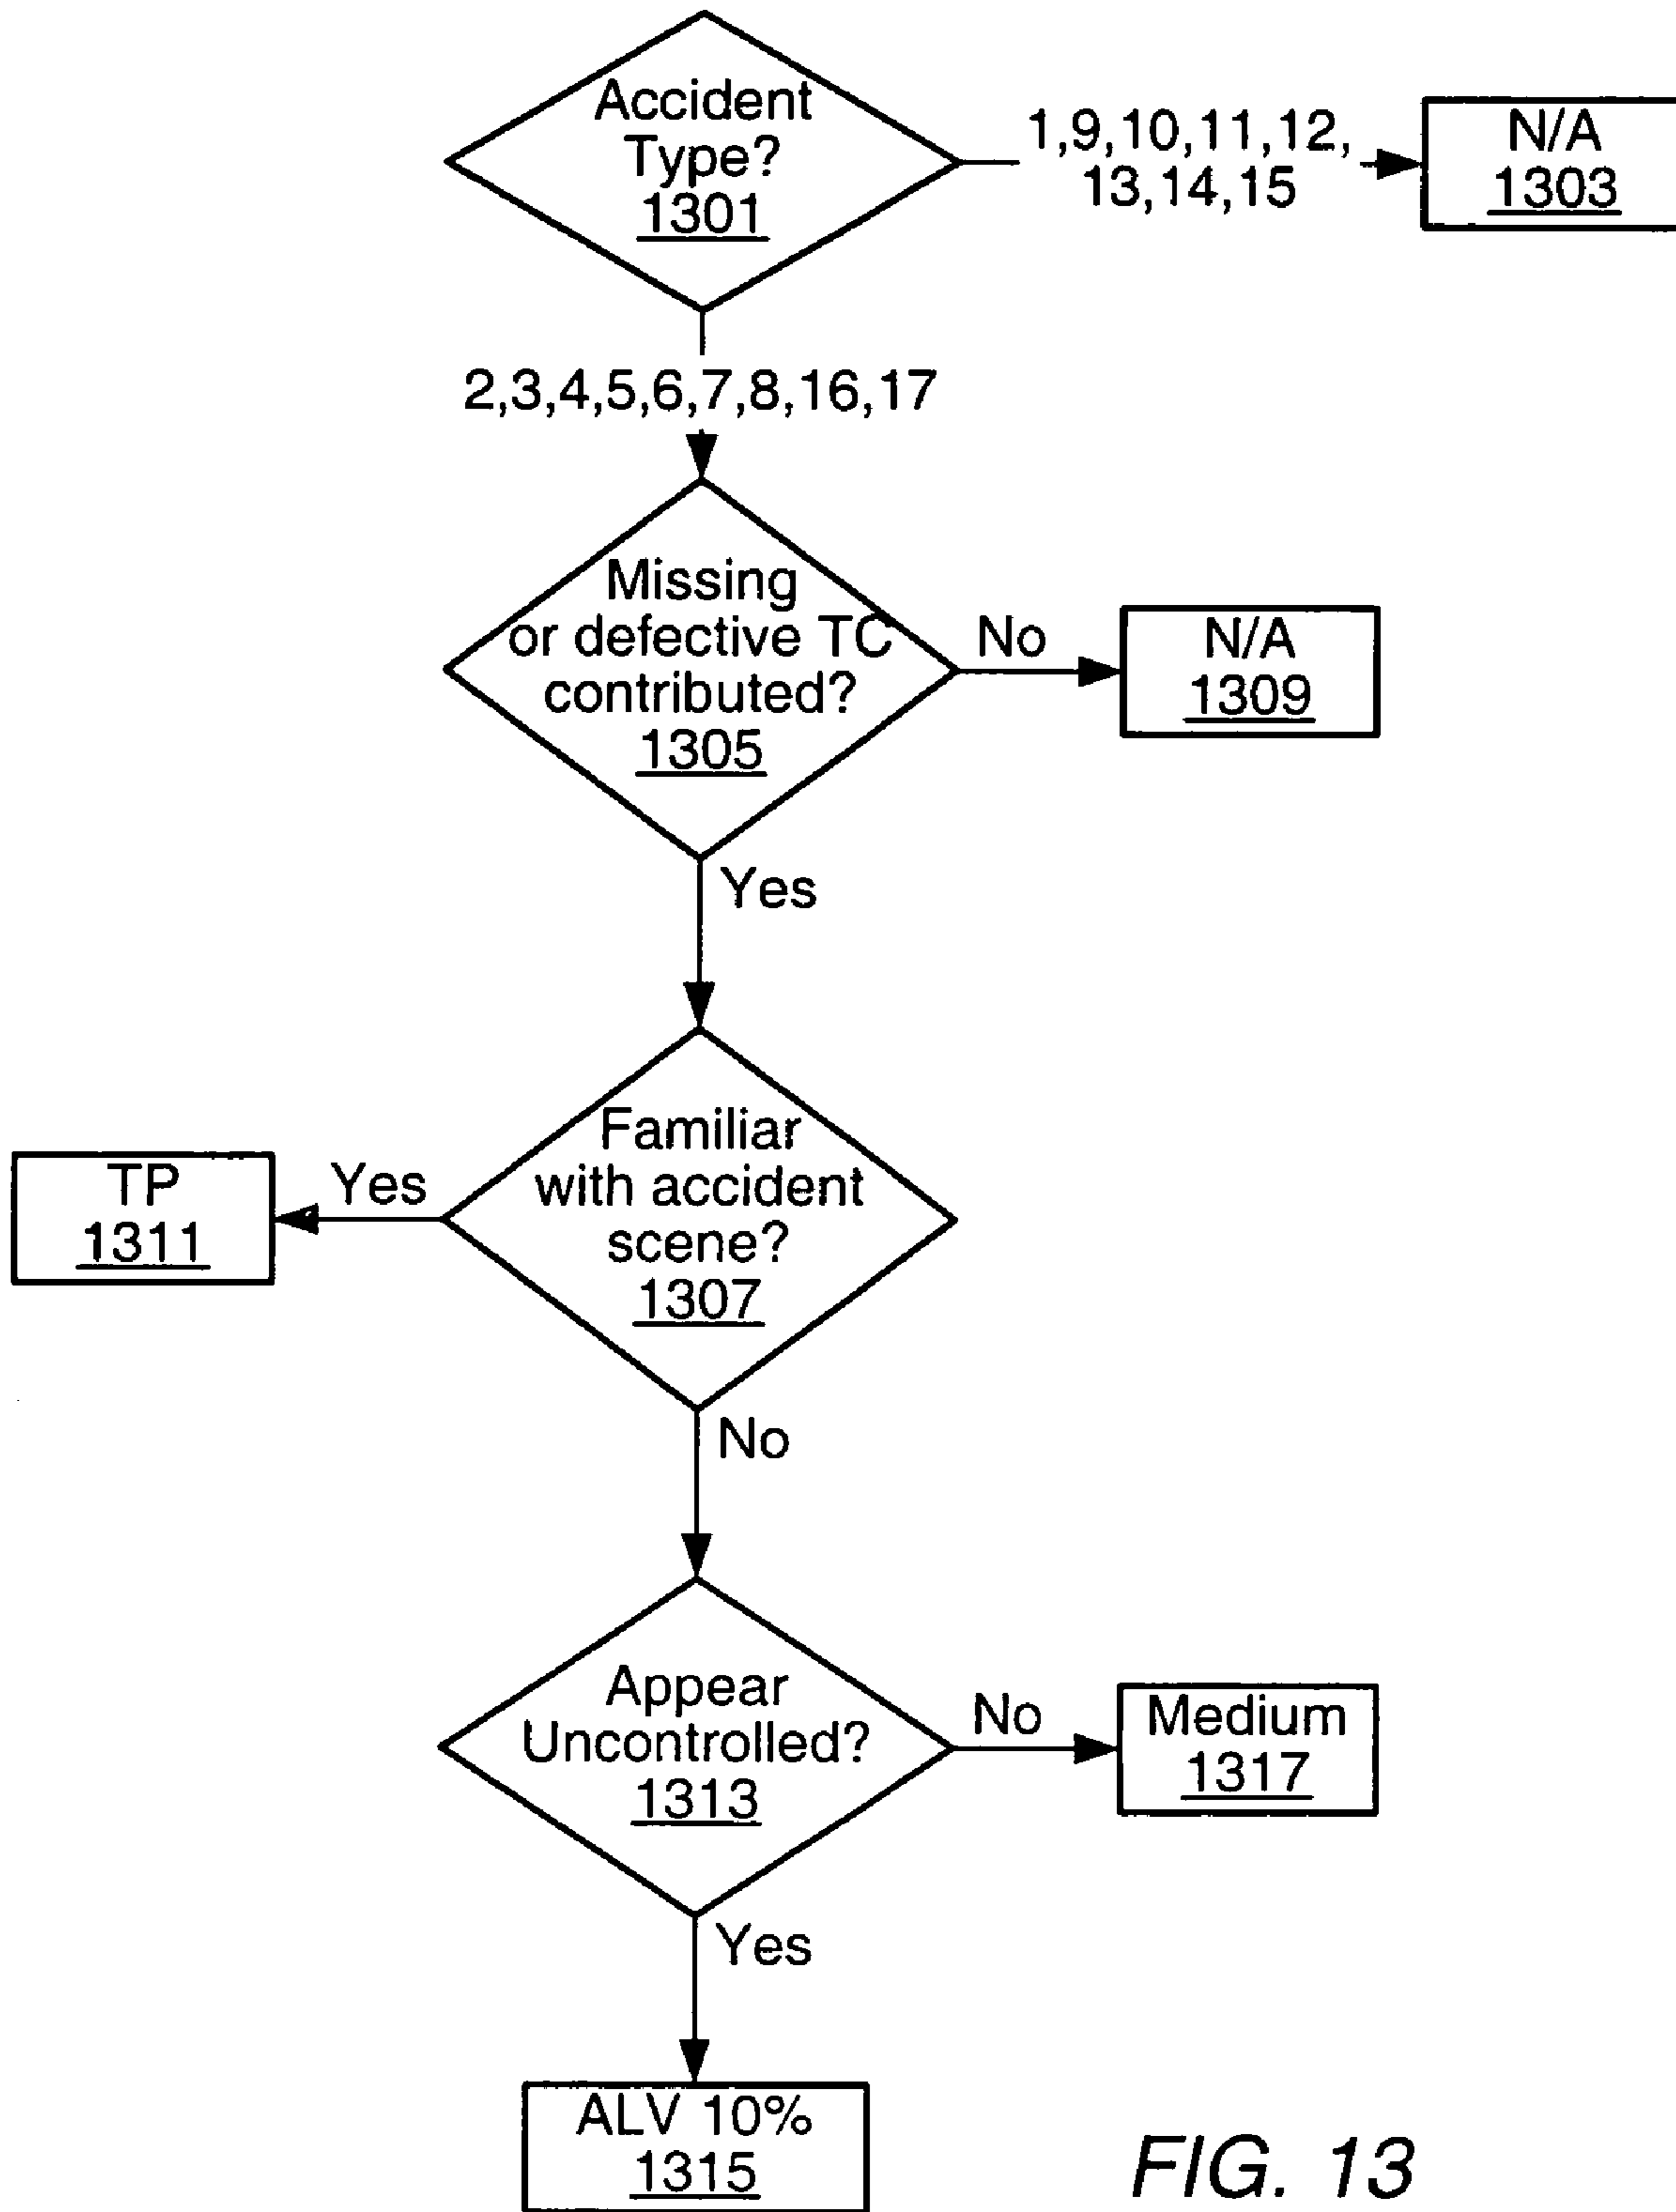 Accident
Type?
1301
1,9,10,11,12,
13,14,15
N/A
1303
2,3,4,5,6,7,8,16,17
Missing
or defective TC
contributed?
1305
No
N/A
1309
Yes
Familiar
with accident
scene?
1307
Yes
TP
1311
No
Appear
Uncontrolled?
1313
No
Medium
1317
Yes
ALV 10%
1315
FIG. 13